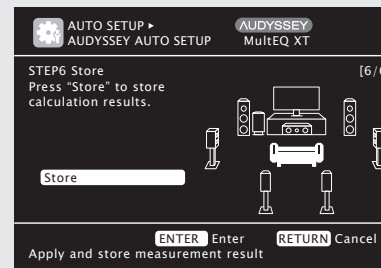 AUTO SETUP ▸
AUDYSSEY AUTO SETUP
AUDYSSEY
MultEQ XT
STEP6 Store
[6/
Press “Store” to store
calculation results.
Store
ENTER Enter
RETURN Cancel
Apply and store measurement result